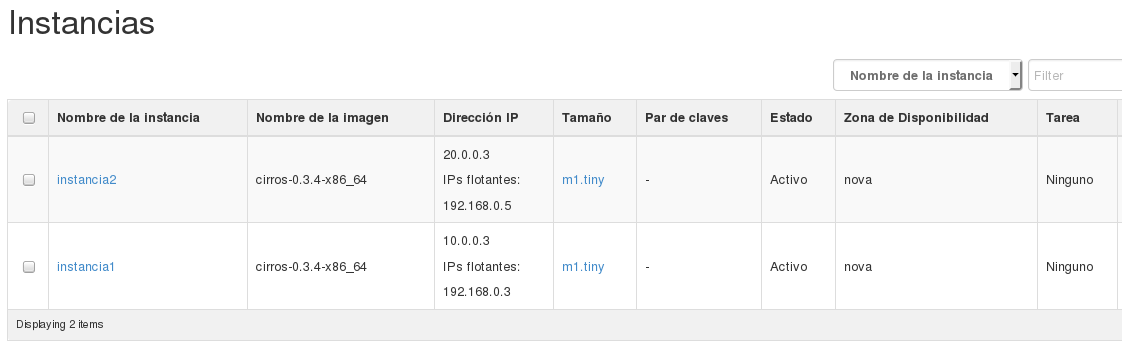 Instancias
Nombre de la instancia Filter
Nombre de la instancia Nombre de la imagen Dirección IP Tamaño Par de claves Estado Zona de Disponibilidad Tarea
20.0.0.3
instancia2 cirros-0.3.4-x86_64 IPs flotantes: m1.tiny - Activo nova Ninguno
192.168.0.5
10.0.0.3
instancia1 cirros-0.3.4-x86_64 IPs flotantes: m1.tiny - Activo nova Ninguno
192.168.0.3
Displaying 2 items